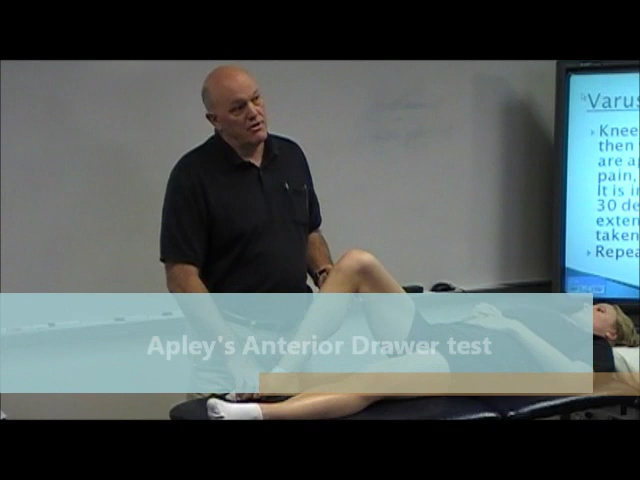 Varus
Knee
then
are a
pain,
It is i
30 de
exten
taken
Repea
Apley's Anterior Drawer test